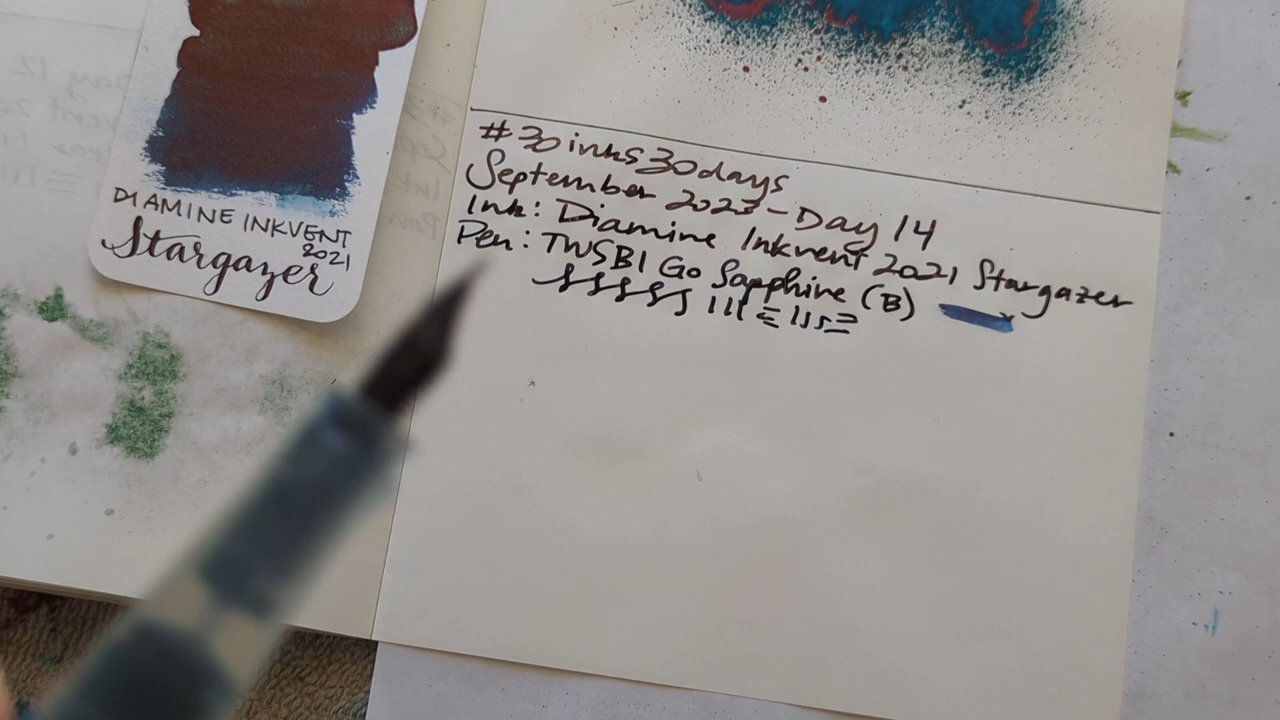 DIAMINE INKVENT
2021
Stargazer
#30inks30days
September 2023 - Day 14
Ink: Diamine Inkvent 2021 Stargazer
Pen: TWSBI Go Sapphire (B)